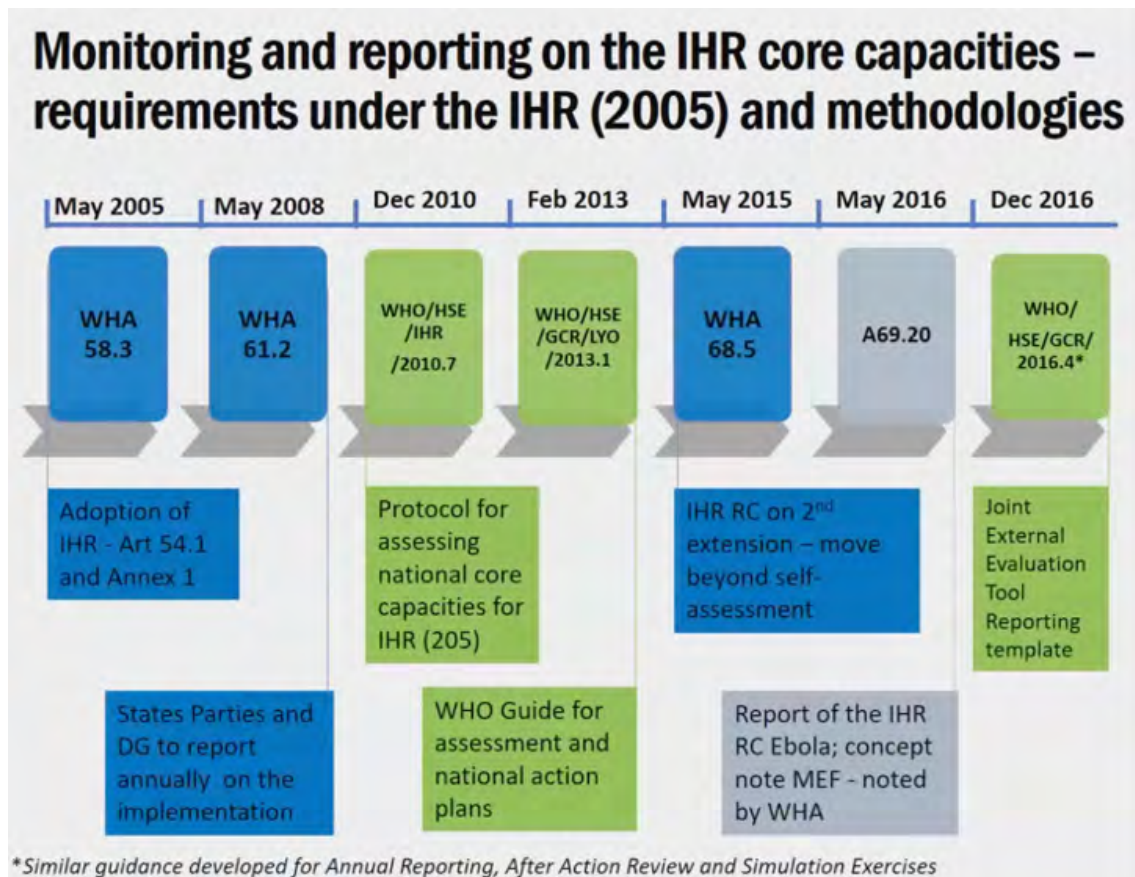 Monitoring and reporting on the IHR core capacities –
requirements under the IHR (2005) and methodologies
May 2005
May 2008
Dec 2010
Feb 2013
May 2015
May 2016
Dec 2016
WHA
58.3
WHA
61.2
WHO/HSE
/IHR
/2010.7
WHO/HSE
/GCR/LYO
/2013.1
WHA
68.5
A69.20
WHO/
HSE/GCR/
2016.4*
Adoption of
IHR - Art 54.1
and Annex 1
Protocol for
assessing
national core
capacities for
IHR (205)
IHR RC on 2nd
extension – move
beyond self-
assessment
Joint
External
Evaluation
Tool
Reporting
template
States Parties and
DG to report
annually on the
implementation
WHO Guide for
assessment and
national action
plans
Report of the IHR
RC Ebola; concept
note MEF - noted
by WHA
*Similar guidance developed for Annual Reporting, After Action Review and Simulation Exercises